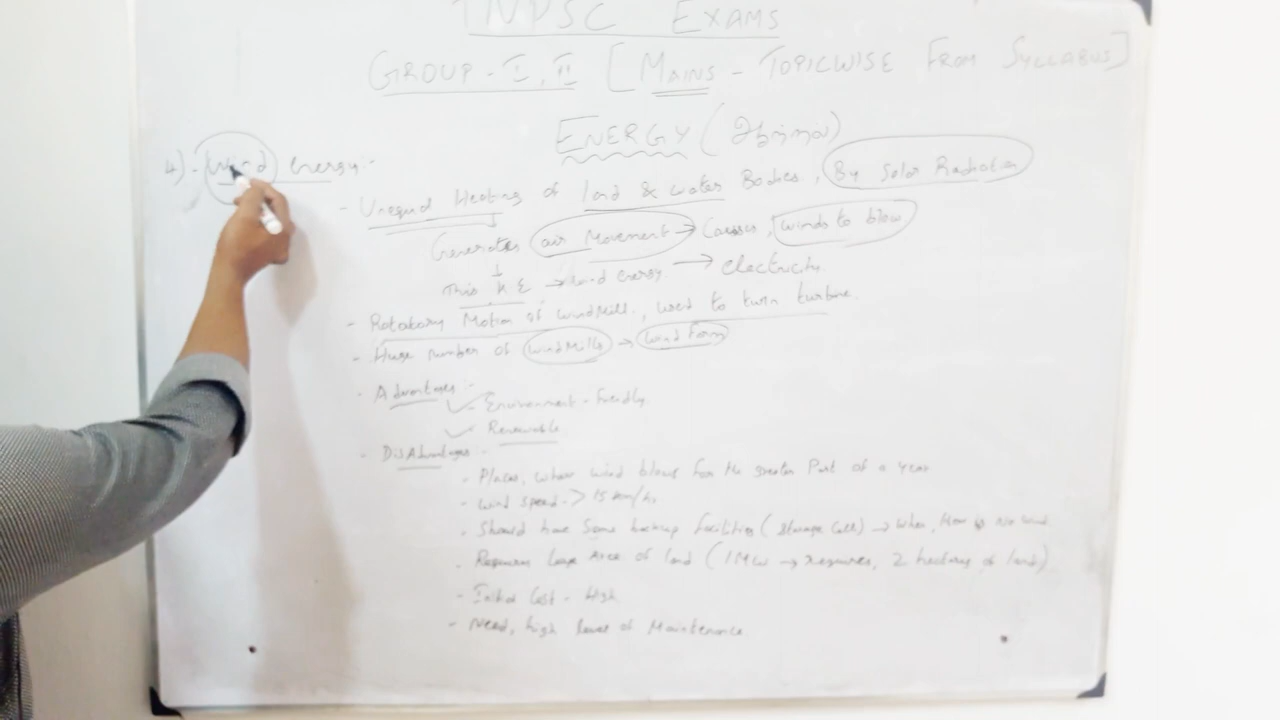 TNPSC EXAMS
GROUP - I, II [MAINS - TOPICWISE FROM SYLLABUS]
ENERGY (ஆற்றல்)
4) - Wind Energy:-
- Unequal Heating of land & water Bodies, By Solar Radiation
Generates air Movement → Causes, winds to blow
This K E → wind energy → electricity.
- Rotatory Motion of windmill, used to turn turbine.
- Huge number of WindMills → Wind Farm
- Advantages :-
- Environment - Friendly.
- Renewable
- DisAdvantages :-
- Places, where wind blows for the greater Part of a year
- wind speed > 15 km/h,
- Should have Some backup facilities (Storage Cells) → When, there is No wind
- Requires Large Area of land (1 MW → requires, 2 hectares of land)
- Initial Cost - High
- Need, high level of Maintenance